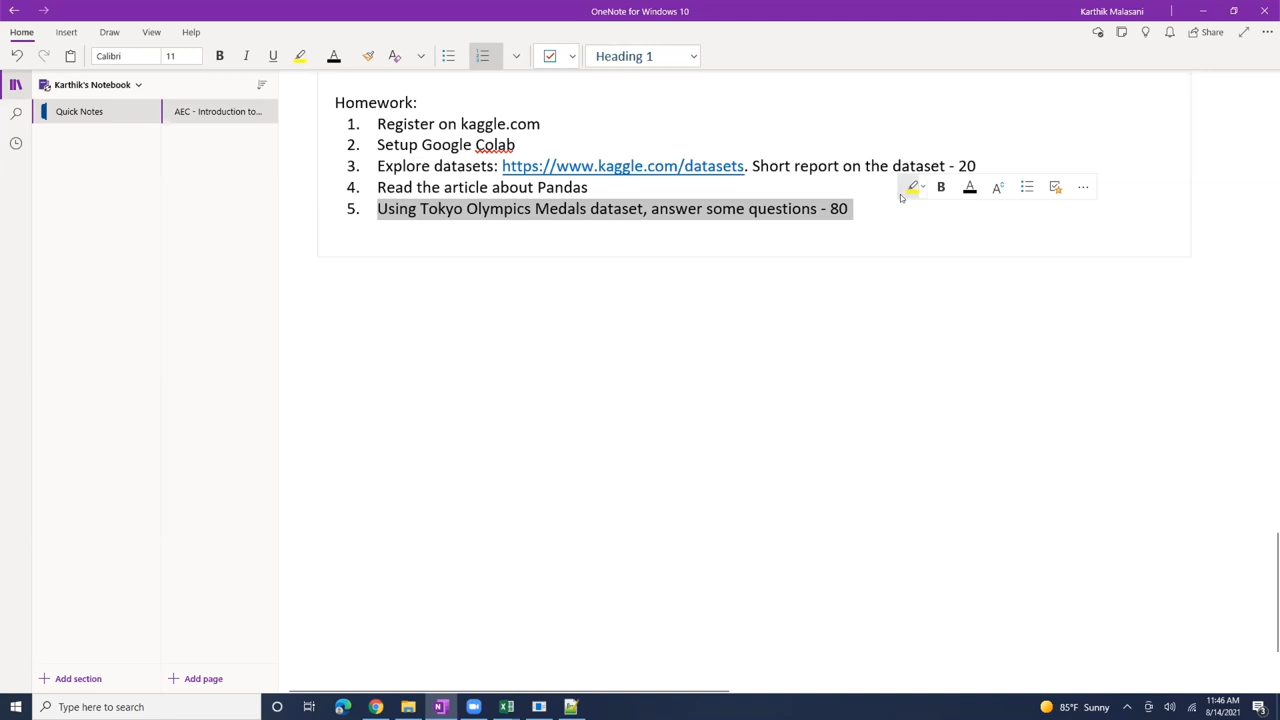 OneNote for Windows 10
Karthik Malasani
Home
Insert
Draw
View
Help
Share
Calibri
11
B
I
U
A
Heading 1
Karthik's Notebook
Quick Notes
AEC - Introduction to...
Homework:
1. Register on kaggle.com
2. Setup Google Colab
3. Explore datasets: https://www.kaggle.com/datasets. Short report on the dataset - 20
4. Read the article about Pandas
B A A
5. Using Tokyo Olympics Medals dataset, answer some questions - 80
Add section
Add page
Type here to search
85°F Sunny
11:46 AM
8/14/2021
3